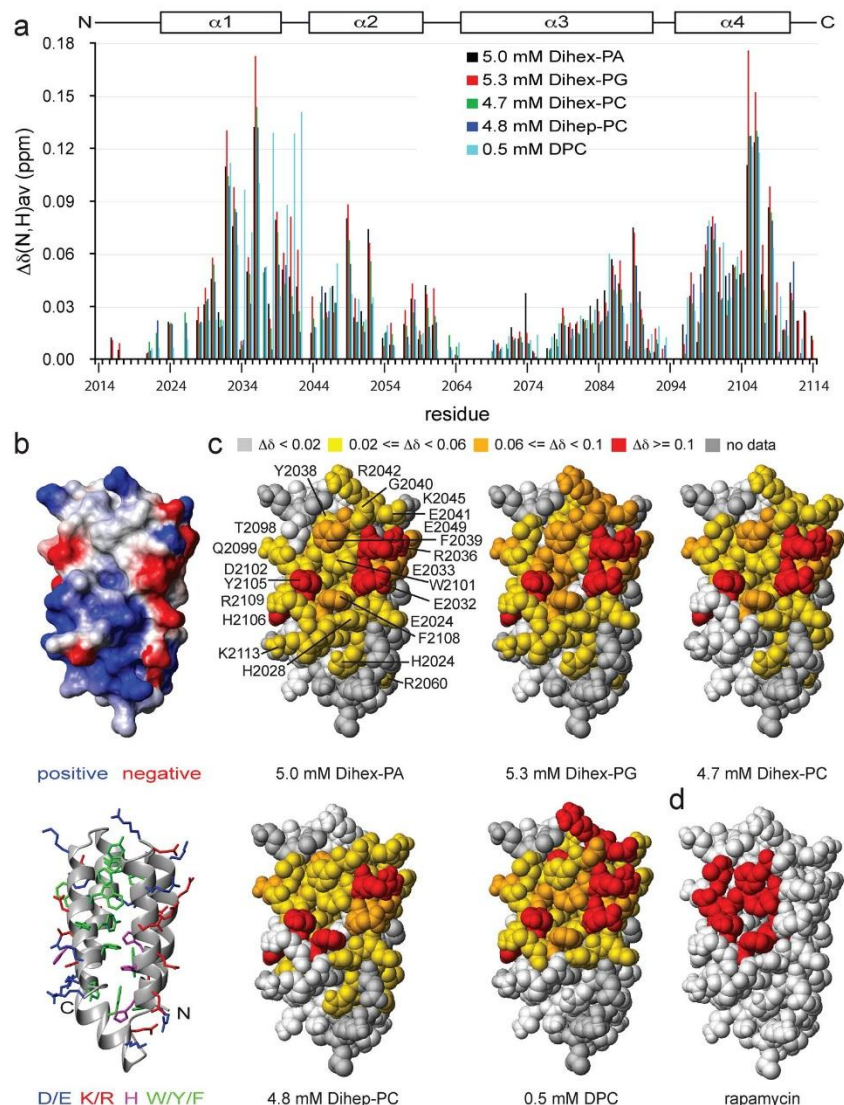 N α1 α2 α3 α4 C
a
0.18
0.15
0.12
0.09
0.06
0.03
0.00
Δδ(N,H)av (ppm)
5.0 mM Dihex-PA
5.3 mM Dihex-PG
4.7 mM Dihex-PC
4.8 mM Dihep-PC
0.5 mM DPC
2014 2024 2034 2044 2054 2064 2074 2084 2094 2104 2114
residue
b
c
Δδ < 0.02 0.02 <= Δδ < 0.06 0.06 <= Δδ < 0.1 Δδ >= 0.1 no data
Y2038
R2042
G2040
K2045
E2041
T2098
E2049
F2039
Q2099
R2036
D2102
E2033
Y2105
W2101
R2109
E2032
H2106
E2024
F2108
K2113
H2028
H2024
R2060
positive negative
5.0 mM Dihex-PA
5.3 mM Dihex-PG
4.7 mM Dihex-PC
d
C
N
D/E K/R H W/Y/F
4.8 mM Dihep-PC
0.5 mM DPC
rapamycin